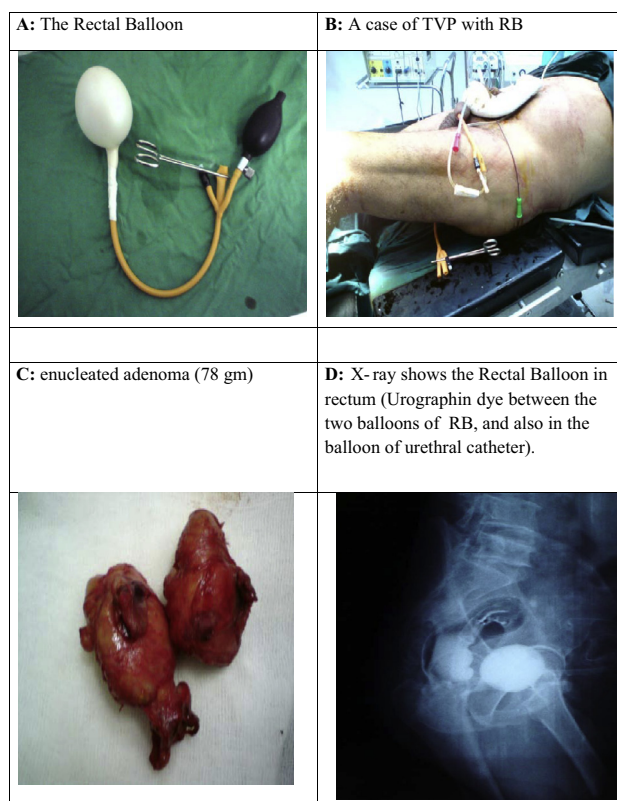 A: The Rectal Balloon
B: A case of TVP with RB
C: enucleated adenoma (78 gm)
D: X-ray shows the Rectal Balloon in
rectum (Urographin dye between the
two balloons of RB, and also in the
balloon of urethral catheter).